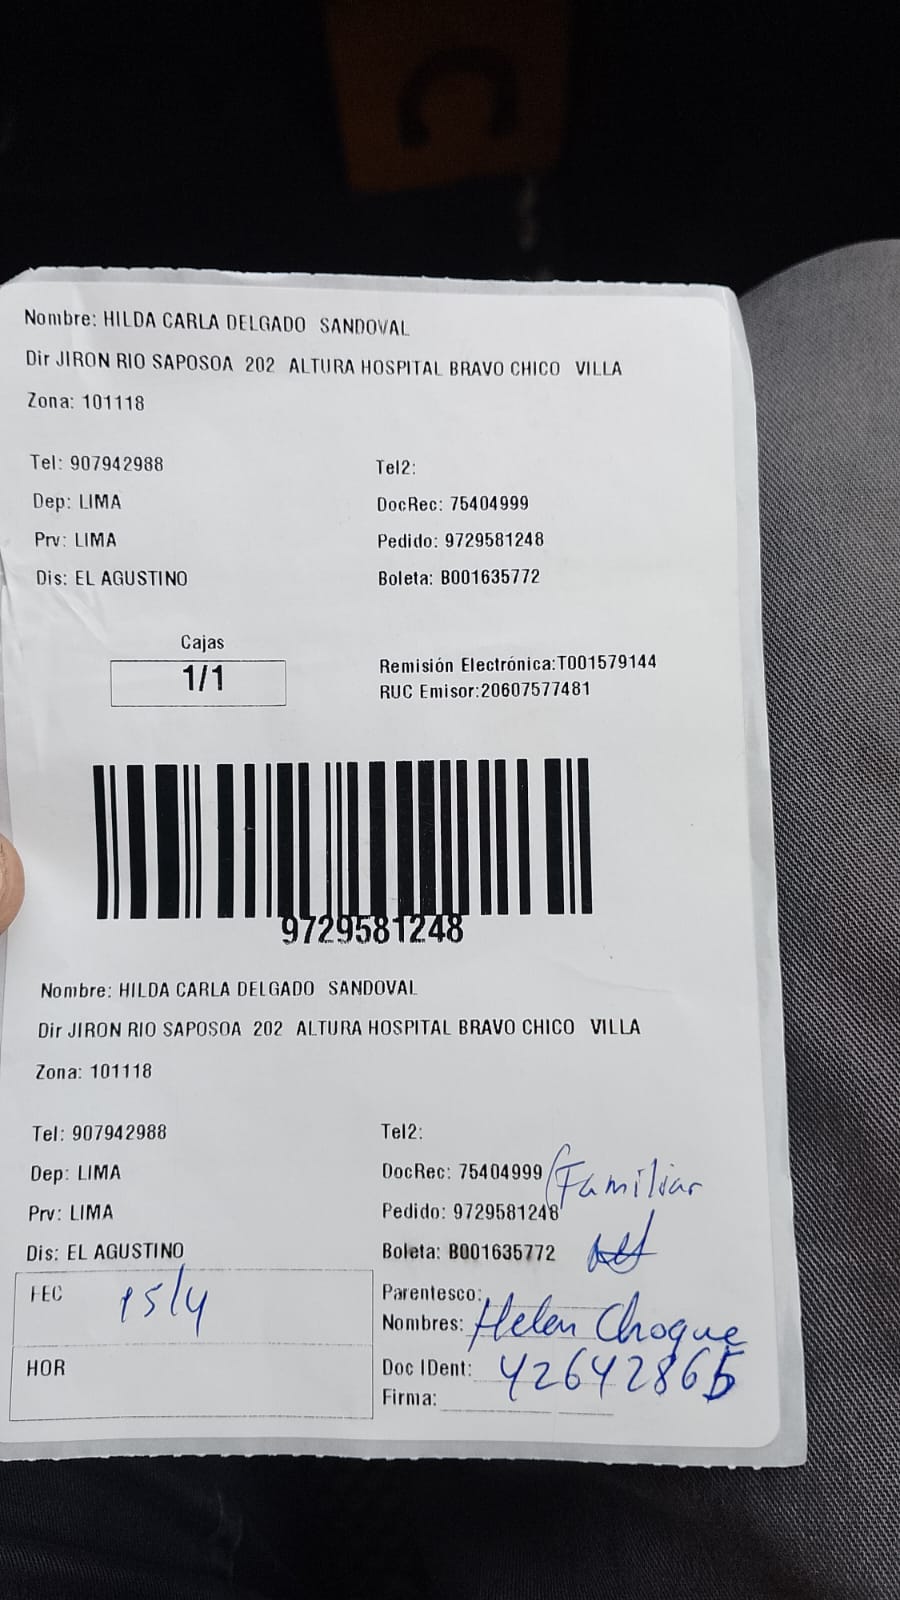 C
Nombre: HILDA CARLA DELGADO SANDOVAL
Dir JIRON RIO SAPOSOA 202 ALTURA HOSPITAL BRAVO CHICO VILLA
Zona: 101118
Tel: 907942988 Tel2:
Dep: LIMA DocRec: 75404999
Prv: LIMA Pedido: 9729581248
Dis: EL AGUSTINO Boleta: B001635772
Cajas
1/1
Remisión Electrónica:T001579144
RUC Emisor:20607577481
9729581248
Nombre: HILDA CARLA DELGADO SANDOVAL
Dir JIRON RIO SAPOSOA 202 ALTURA HOSPITAL BRAVO CHICO VILLA
Zona: 101118
Tel: 907942988 Tel2:
Dep: LIMA DocRec: 75404999 Familiar
Prv: LIMA Pedido: 9729581248
Dis: EL AGUSTINO Boleta: B001635772
FEC 15/4
Parentesco:
Nombres: Helen Choque
HOR Doc IDent: 42642865
Firma: